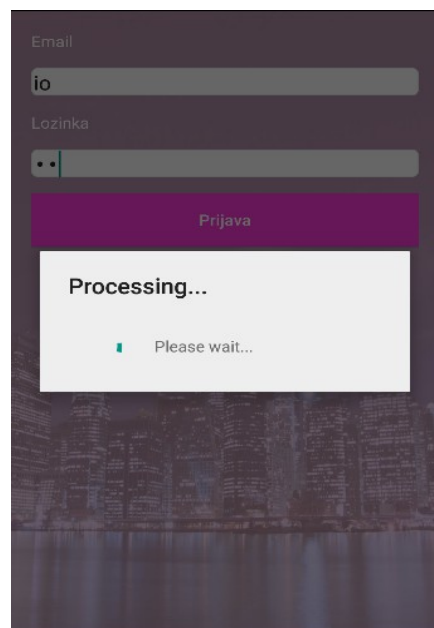 Email
io
Lozinka
••
Prijava
Processing...
Please wait...